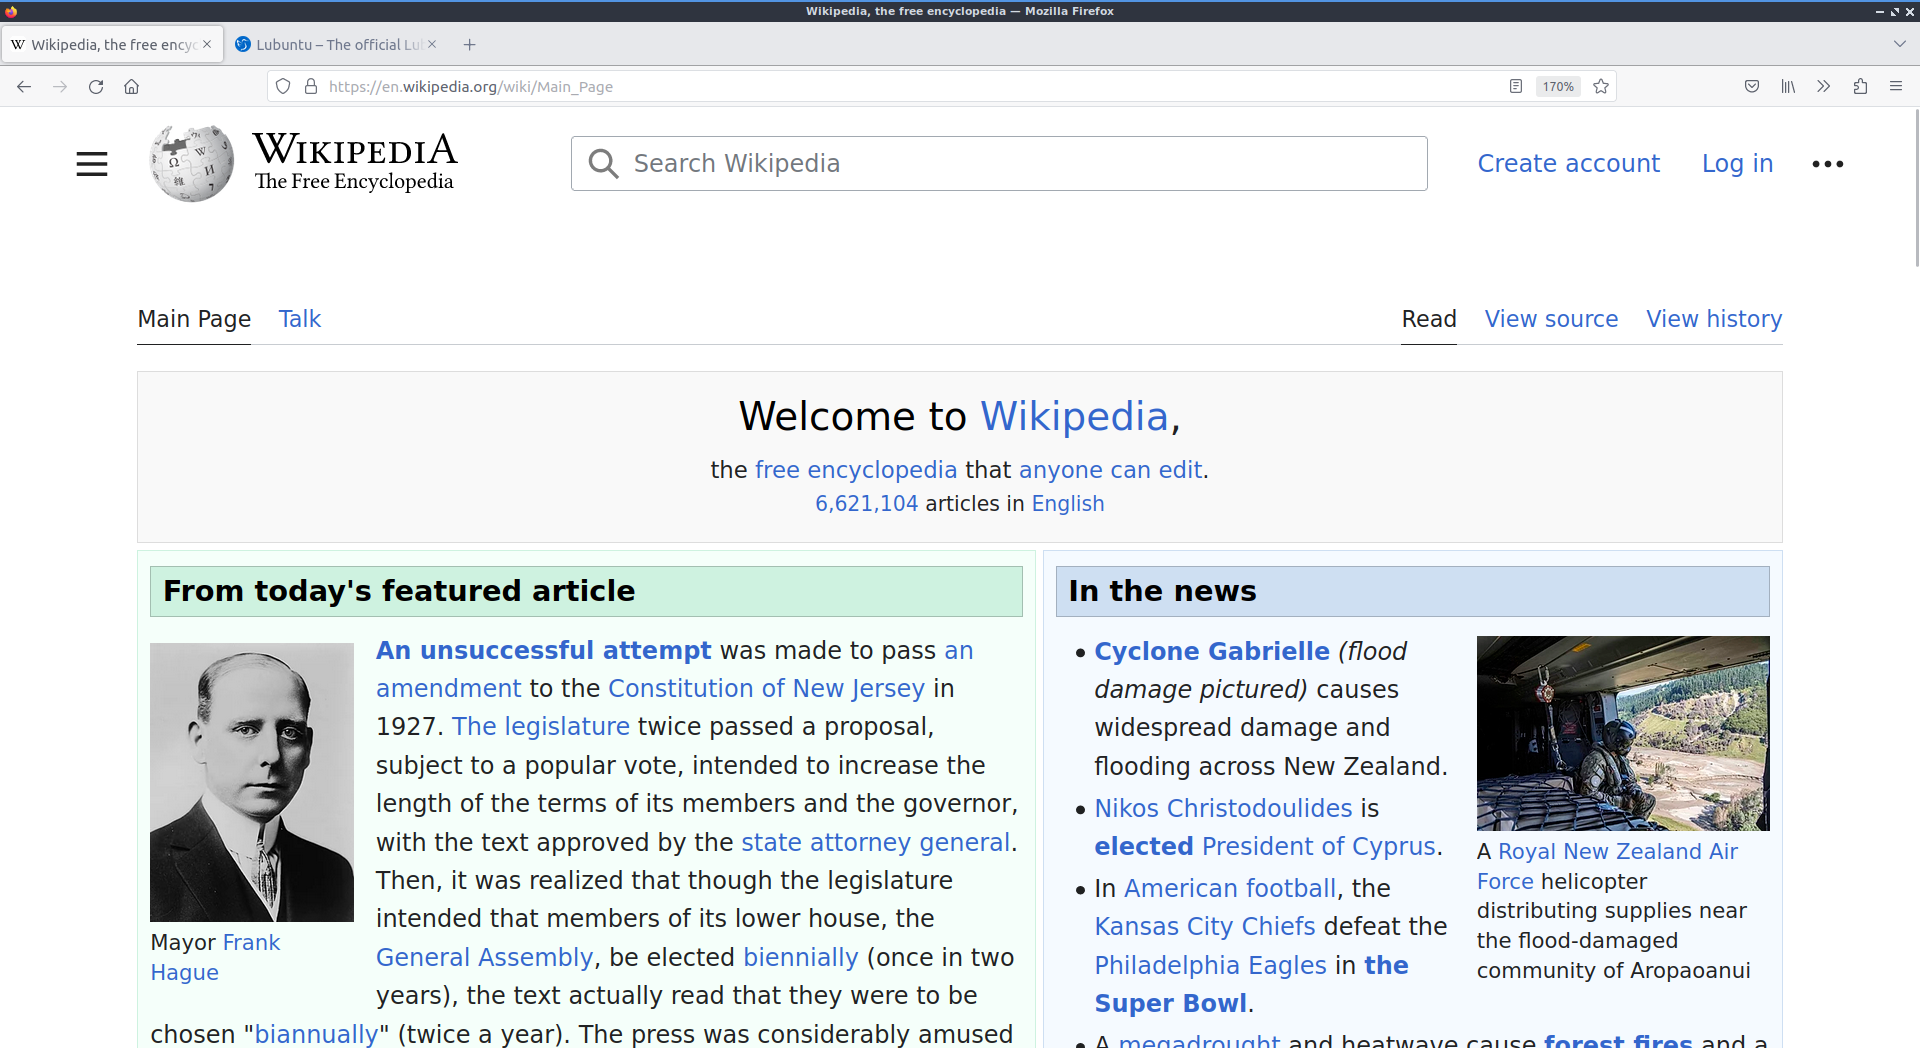 Wikipedia, the free encyclopedia — Mozilla Firefox
Wikipedia, the free ency
Lubuntu – The official Lu
https://en.wikipedia.org/wiki/Main_Page
170%
WIKIPEDIA
The Free Encyclopedia
Search Wikipedia
Create account
Log in
Main Page
Talk
Read
View source
View history
Welcome to Wikipedia,
the free encyclopedia that anyone can edit.
6,621,104 articles in English
From today's featured article
Mayor Frank
Hague
An unsuccessful attempt was made to pass an
amendment to the Constitution of New Jersey in
1927. The legislature twice passed a proposal,
subject to a popular vote, intended to increase the
length of the terms of its members and the governor,
with the text approved by the state attorney general.
Then, it was realized that though the legislature
intended that members of its lower house, the
General Assembly, be elected biennially (once in two
years), the text actually read that they were to be
chosen "biannually" (twice a year). The press was considerably amused
In the news
• Cyclone Gabrielle (flood
damage pictured) causes
widespread damage and
flooding across New Zealand.
• Nikos Christodoulides is
elected President of Cyprus.
• In American football, the
Kansas City Chiefs defeat the
Philadelphia Eagles in the
Super Bowl.
• A megadrought and heatwave cause forest fires and a
A Royal New Zealand Air
Force helicopter
distributing supplies near
the flood-damaged
community of Aropaoanui